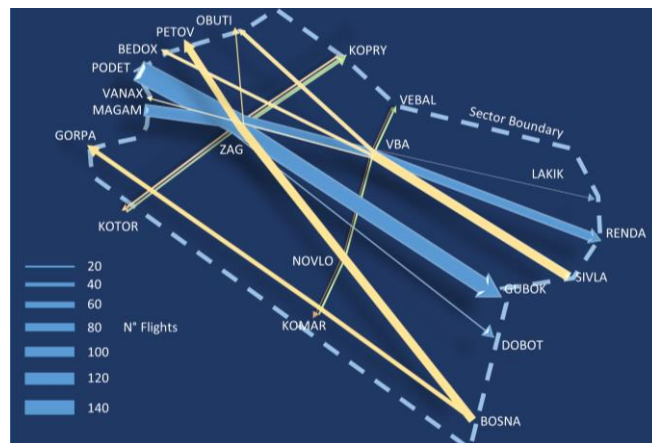 OBUTI
PETOV
BEDOX
KOPRY
PODET
VANAX
VEBAL
MAGAM
Sector Boundary
GORPA
ZAG
VBA
LAKIK
KOTOR
RENDA
NOVLO
SIVLA
GUBOK
20
40
60
80 N° Flights
100
120
140
KOMAR
DOBOT
BOSNA